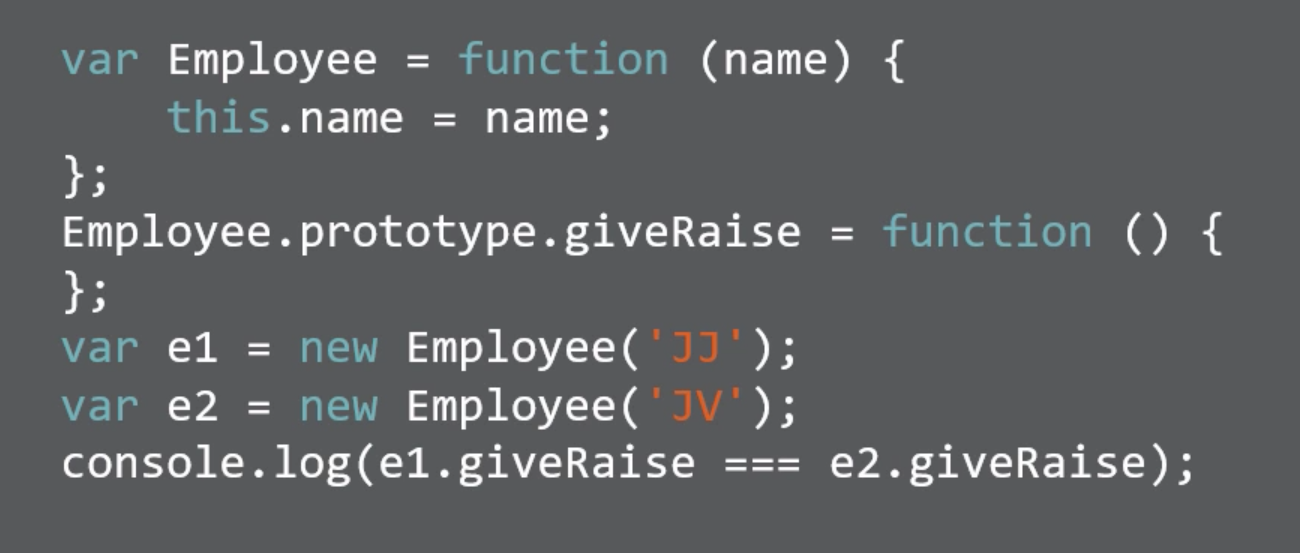 var Employee = function (name) {
    this.name = name;
};
Employee.prototype.giveRaise = function () {
};
var e1 = new Employee('JJ');
var e2 = new Employee('JV');
console.log(e1.giveRaise === e2.giveRaise);